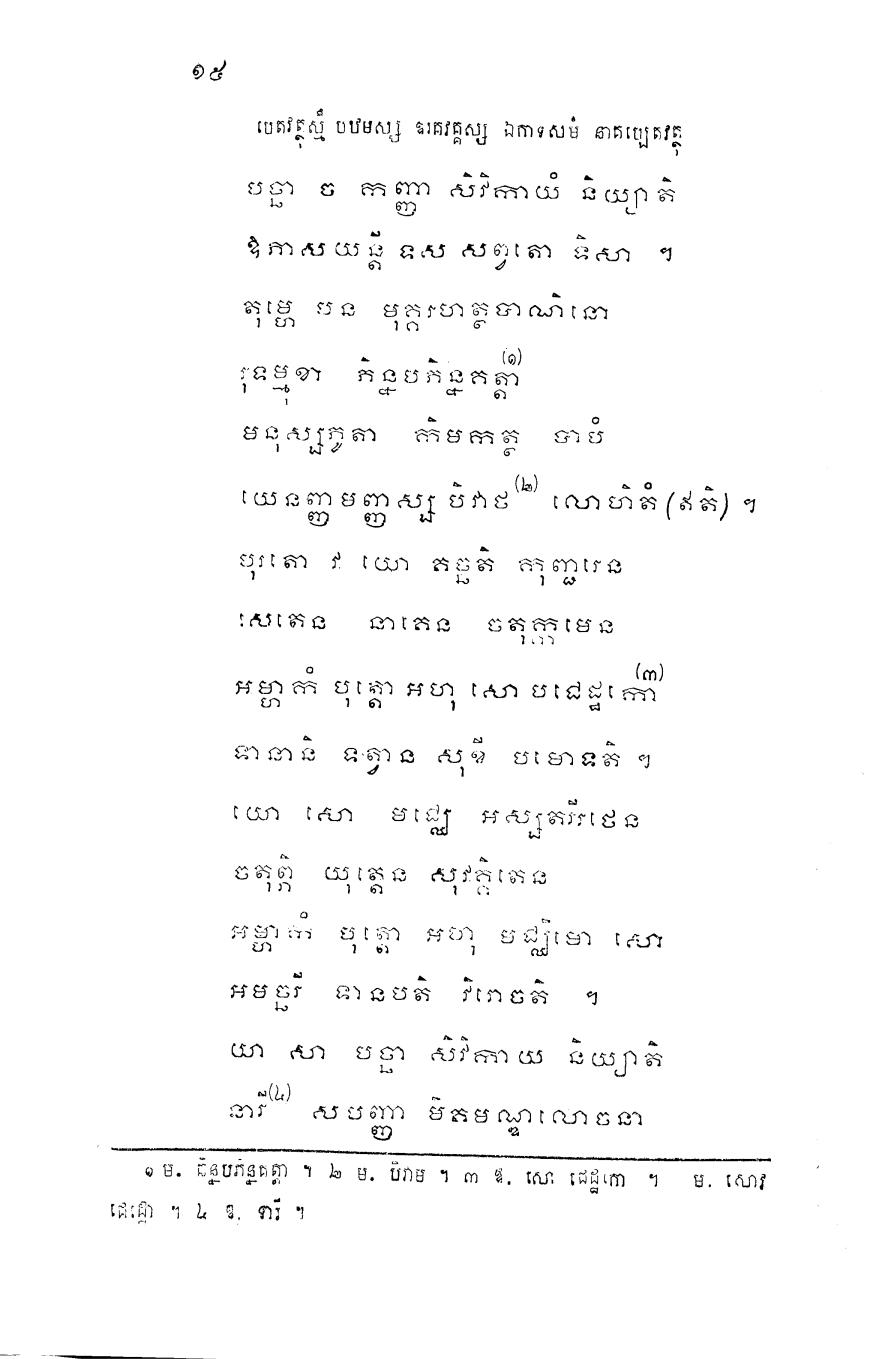 ១៥
បេតវត្ថុស្មឹ បឋមស្ស ឧរគវគ្គស្ស ឯកាទសមំ នាគប្បេតវត្ថុ
បច្ឆា ច កញ្ញា សិវិកាយំ និយ្យាតិ
ឱភាសយន្តី ទស សព្វតោ ទិសា ។
តុម្ហេ បន មុគ្គរហត្ថបាណិនោ
រុទម្មុខា ភិន្នបភិន្នគត្តា(១)
មនុស្សភូតា កិមកត្ថ បាបំ
យេនញ្ញមញ្ញស្ស បិវាថ(២) លោហិតំ (ឥតិ) ។
បុរតោ វ យោ គច្ឆតិ កុញ្ជរេន
សេតេន នាគេន ចតុក្កមេន
អម្ហាកំ បុត្តោ អហុ សោ បជេដ្ឋកោ(៣)
ទានានិ ទត្វាន សុខី បមោទតិ ។
យោ សោ មជ្ឈេ អស្សតរីរថេន
ចតុព្ភិ យុត្តេន សុវគ្គិតេន
អម្ហាកំ បុត្តោ អហុ មជ្ឈិមោ សោ
អមច្ឆរី ទានបតិ វិរោចតិ ។
យា សា បច្ឆា សិវិកាយ និយ្យាតិ
នារី(៤) សបញ្ញា មិគមណ្ឌលោចនា
១ ម. ឆិន្នបភិន្នគត្តា ។ ២ ម. បិវាម ។ ៣ ឱ. សោ ជេដ្ឋកោ ។ ម. សោវ
ជេដ្ឋោ ។ ៤ ឱ. ទារី ។